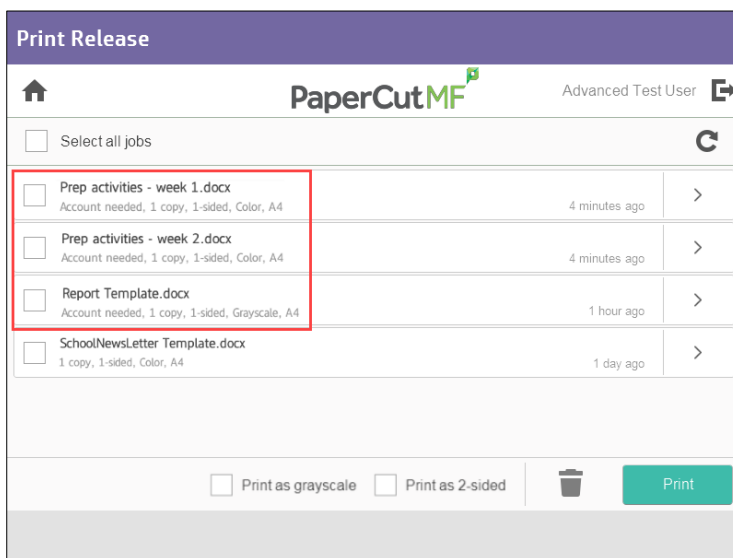 Print Release
PaperCutMF
Advanced Test User
Select all jobs
Prep activities - week 1.docx
Account needed, 1 copy, 1-sided, Color, A4
4 minutes ago
Prep activities - week 2.docx
Account needed, 1 copy, 1-sided, Color, A4
4 minutes ago
Report Template.docx
Account needed, 1 copy, 1-sided, Grayscale, A4
1 hour ago
SchoolNewsLetter Template.docx
1 copy, 1-sided, Color, A4
1 day ago
Print as grayscale
Print as 2-sided
Print